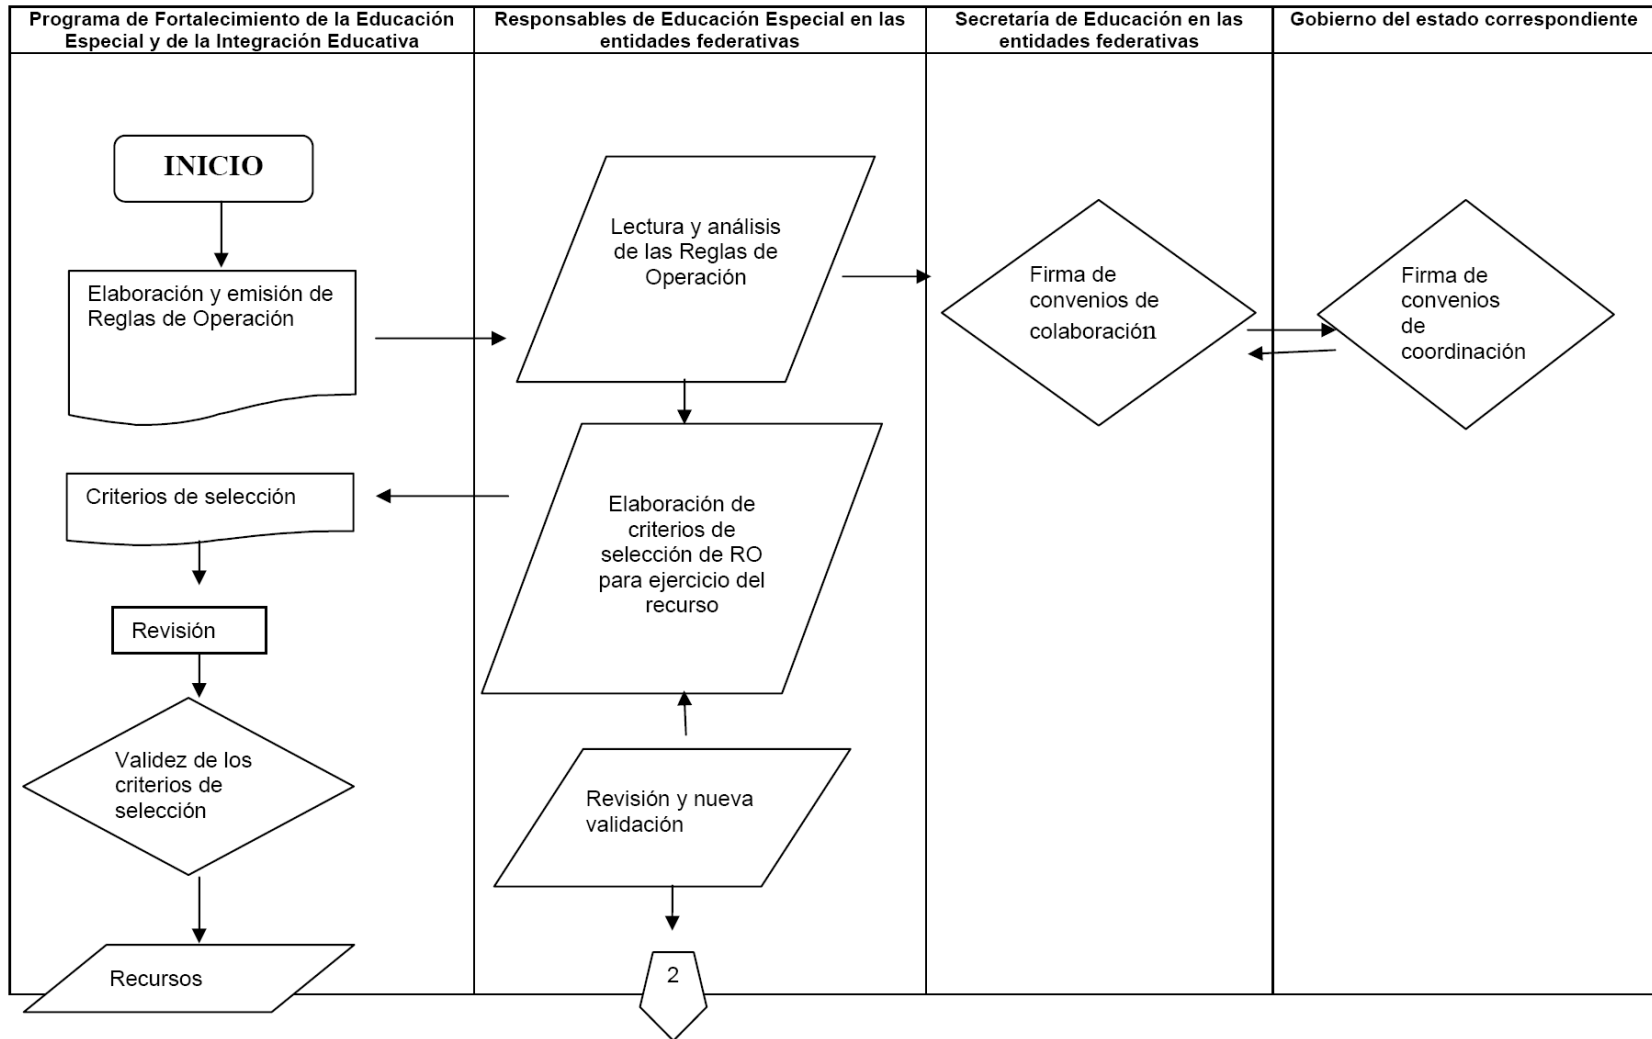 Programa de Fortalecimiento de la Educación
Especial y de la Integración Educativa
Responsables de Educación Especial en las
entidades federativas
Secretaría de Educación en las
entidades federativas
Gobierno del estado correspondiente
INICIO
Elaboración y emisión de
Reglas de Operación
Criterios de selección
Revisión
Validez de los
criterios de
selección
Recursos
Lectura y análisis
de las Reglas de
Operación
Elaboración de
criterios de
selección de RO
para ejercicio del
recurso
Revisión y nueva
validación
2
Firma de
convenios de
colaboración
Firma de
convenios
de
coordinación